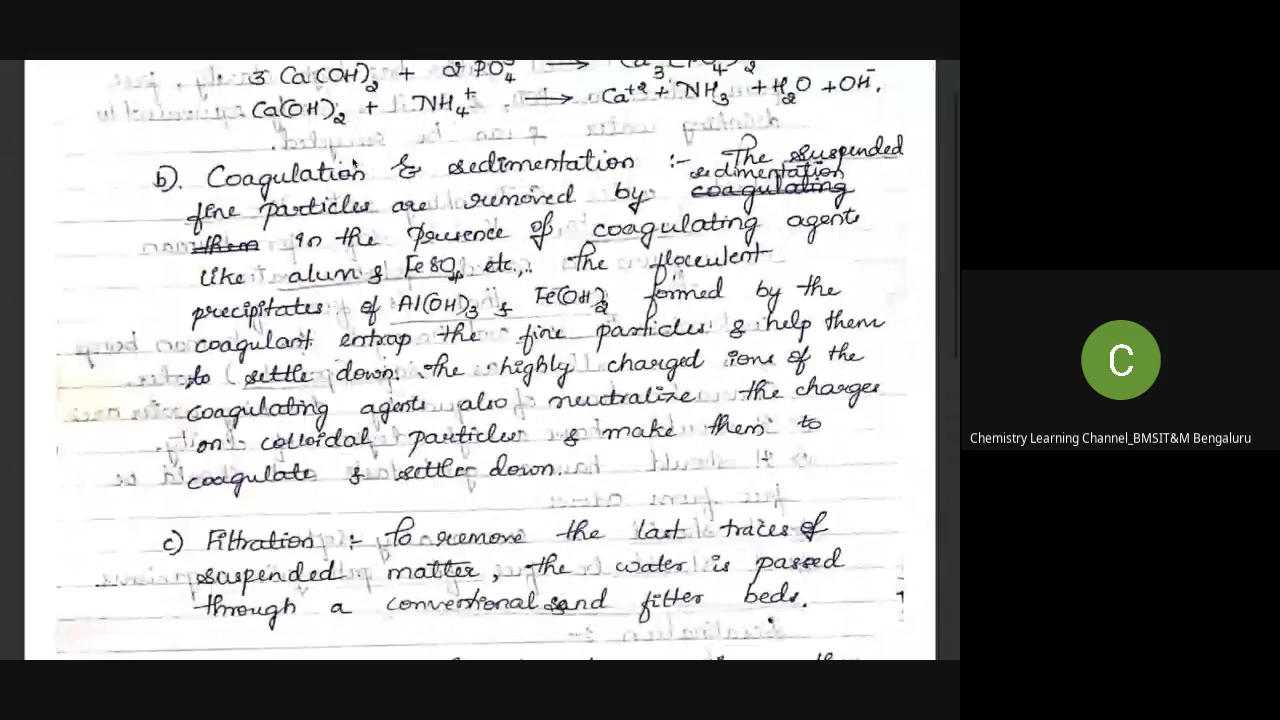 3 Ca(OH)2 + 2 PO4 3- → Ca3(PO4)2
Ca(OH)2 + NH4+ → Ca+2 + NH3 + H2O + OH-.
b). Coagulation & sedimentation :- The suspended
sedimentation
fine particles are removed by coagulating
them in the presence of coagulating agents
like alum & FeSO4 etc.,. The flocculent
precipitates of Al(OH)3 & Fe(OH)2 formed by the
coagulant entrap the fine particles & help them
to settle down. The highly charged ions of the
coagulating agents also neutralize the charges
on colloidal particles & make them to
coagulate & settle down.
c) Filtration :- To remove the last traces of
suspended matter, the water is passed
through a conventional sand filter beds.
C
Chemistry Learning Channel_BMSIT&M Bengaluru